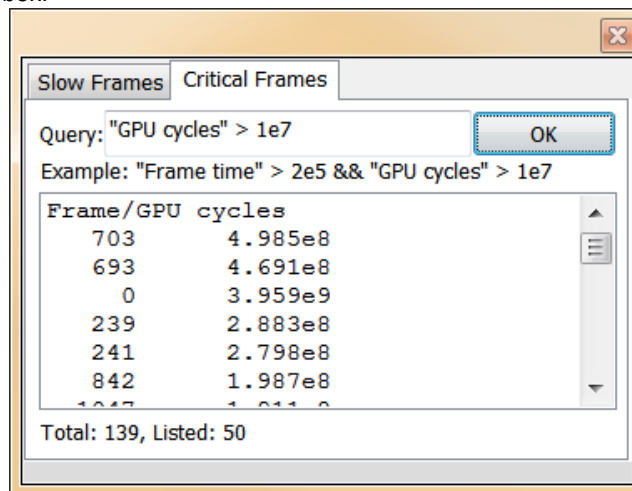 Slow Frames Critical Frames
Query: "GPU cycles" > 1e7 OK
Example: "Frame time" > 2e5 && "GPU cycles" > 1e7
Frame/GPU cycles
703 4.985e8
693 4.691e8
0 3.959e9
239 2.883e8
241 2.798e8
842 1.987e8
Total: 139, Listed: 50